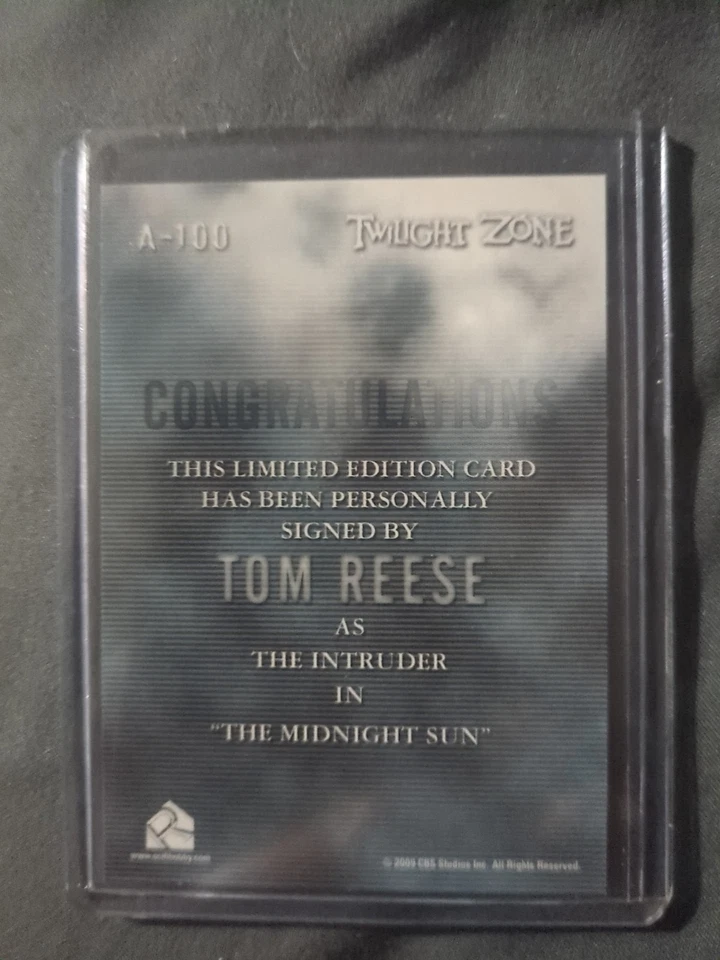 A-100
TWILIGHT ZONE
CONGRATULATIONS
THIS LIMITED EDITION CARD
HAS BEEN PERSONALLY
SIGNED BY
TOM REESE
AS
THE INTRUDER
IN
"THE MIDNIGHT SUN"
© 2009 CBS Studios Inc. All Rights Reserved.